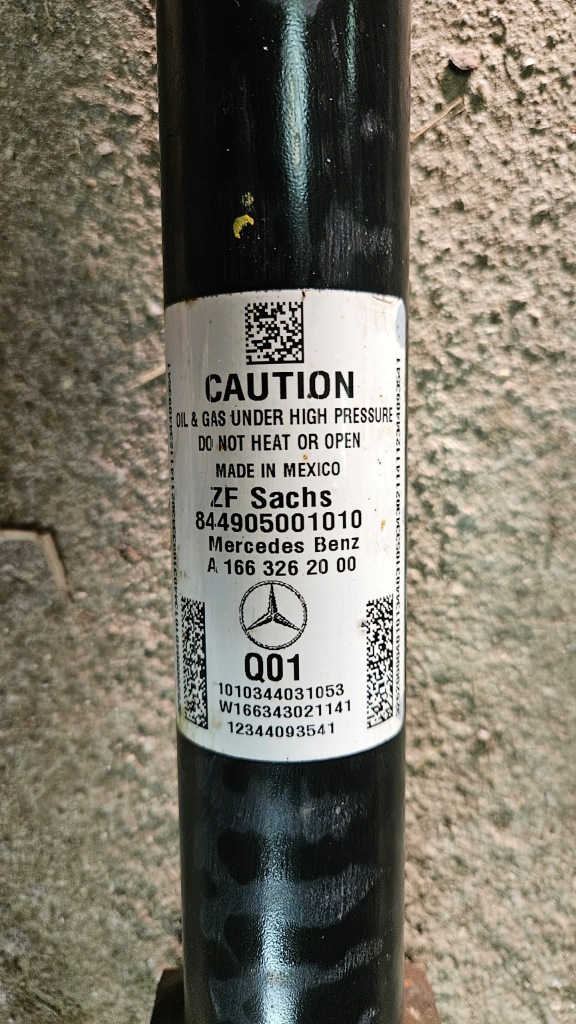 CAUTION
OIL & GAS UNDER HIGH PRESSURE
DO NOT HEAT OR OPEN
MADE IN MEXICO
ZF Sachs
844905001010
Mercedes Benz
A 166 326 20 00
Q01
1010344031053
W166343021141
12344093541